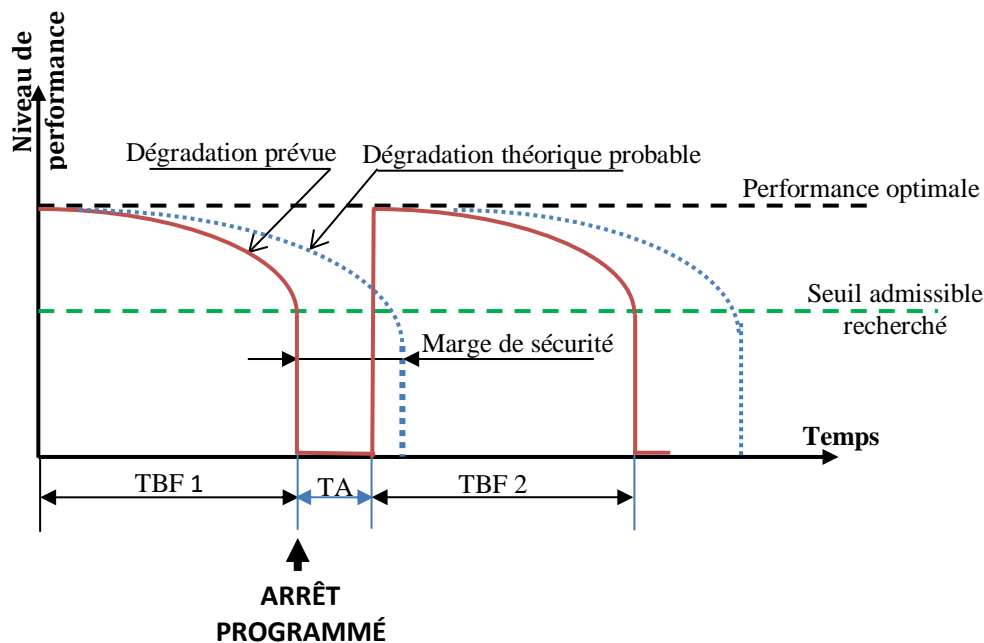 Niveau de
performance
Dégradation prévue
Dégradation théorique probable
Performance optimale
Seuil admissible
recherché
Marge de sécurité
Temps
TBF 1
TA
TBF 2
ARRÊT
PROGRAMMÉ